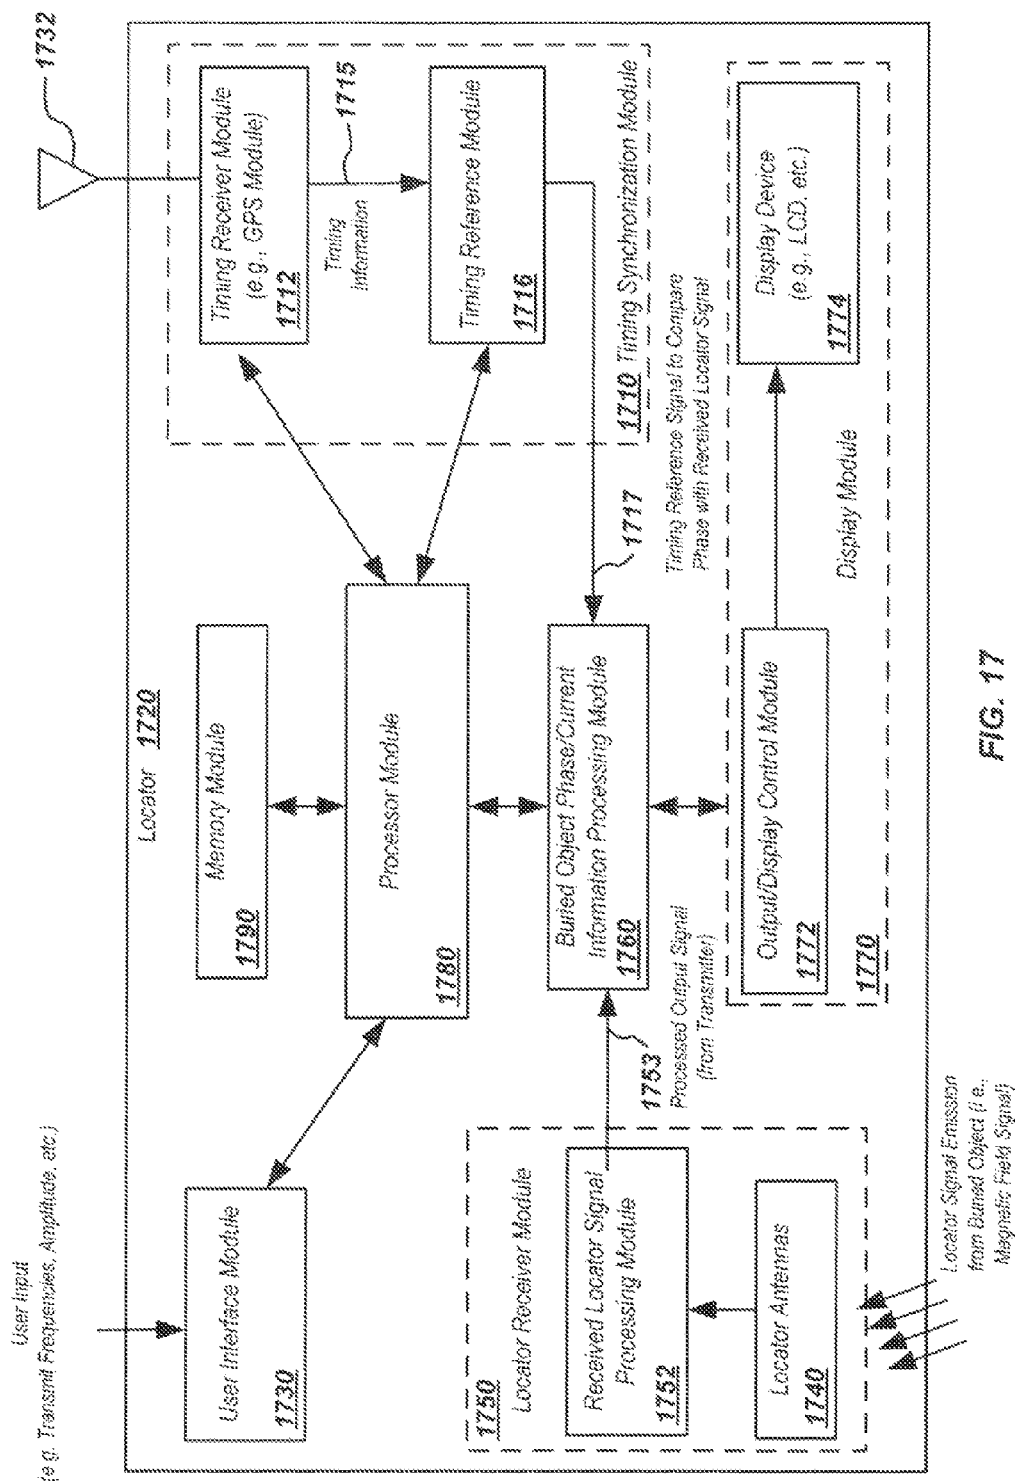 User Input
(e.g. Transmit Frequencies, Amplitude, etc.)
Locator 1720
1732
User Interface Module
1730
Memory Module
1790
Timing Receiver Module
(e.g., GPS Module)
1712
Timing
Information
1715
Processor Module
1780
Timing Reference Module
1716
1710 Timing Synchronization Module
1750
Locator Receiver Module
Received Locator Signal
Processing Module
1752
Locator Antennas
1740
1753
Processed Output Signal
(from Transmitter)
Buried Object Phase/Current
Information Processing Module
1760
1717
Timing Reference Signal to Compare
Phase with Received Locator Signal
Output/Display Control Module
1772
1770
Display Module
Display Device
(e.g., LCD, etc.)
1774
Locator Signal Emission
from Buried Object (i.e.,
Magnetic Field Signal)
FIG. 17